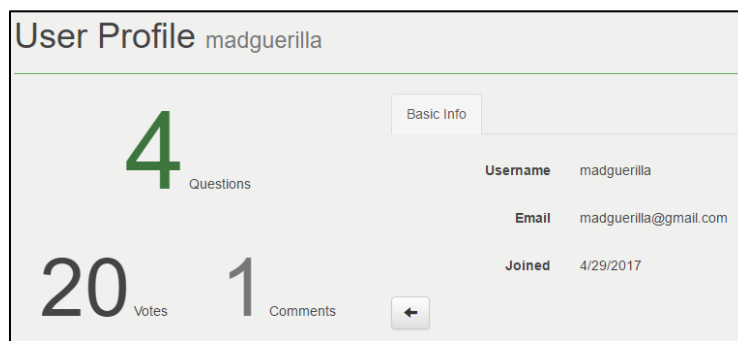 User Profile madguerilla
4 Questions
20 Votes 1 Comments
Basic Info
Username madguerilla
Email madguerilla@gmail.com
Joined 4/29/2017